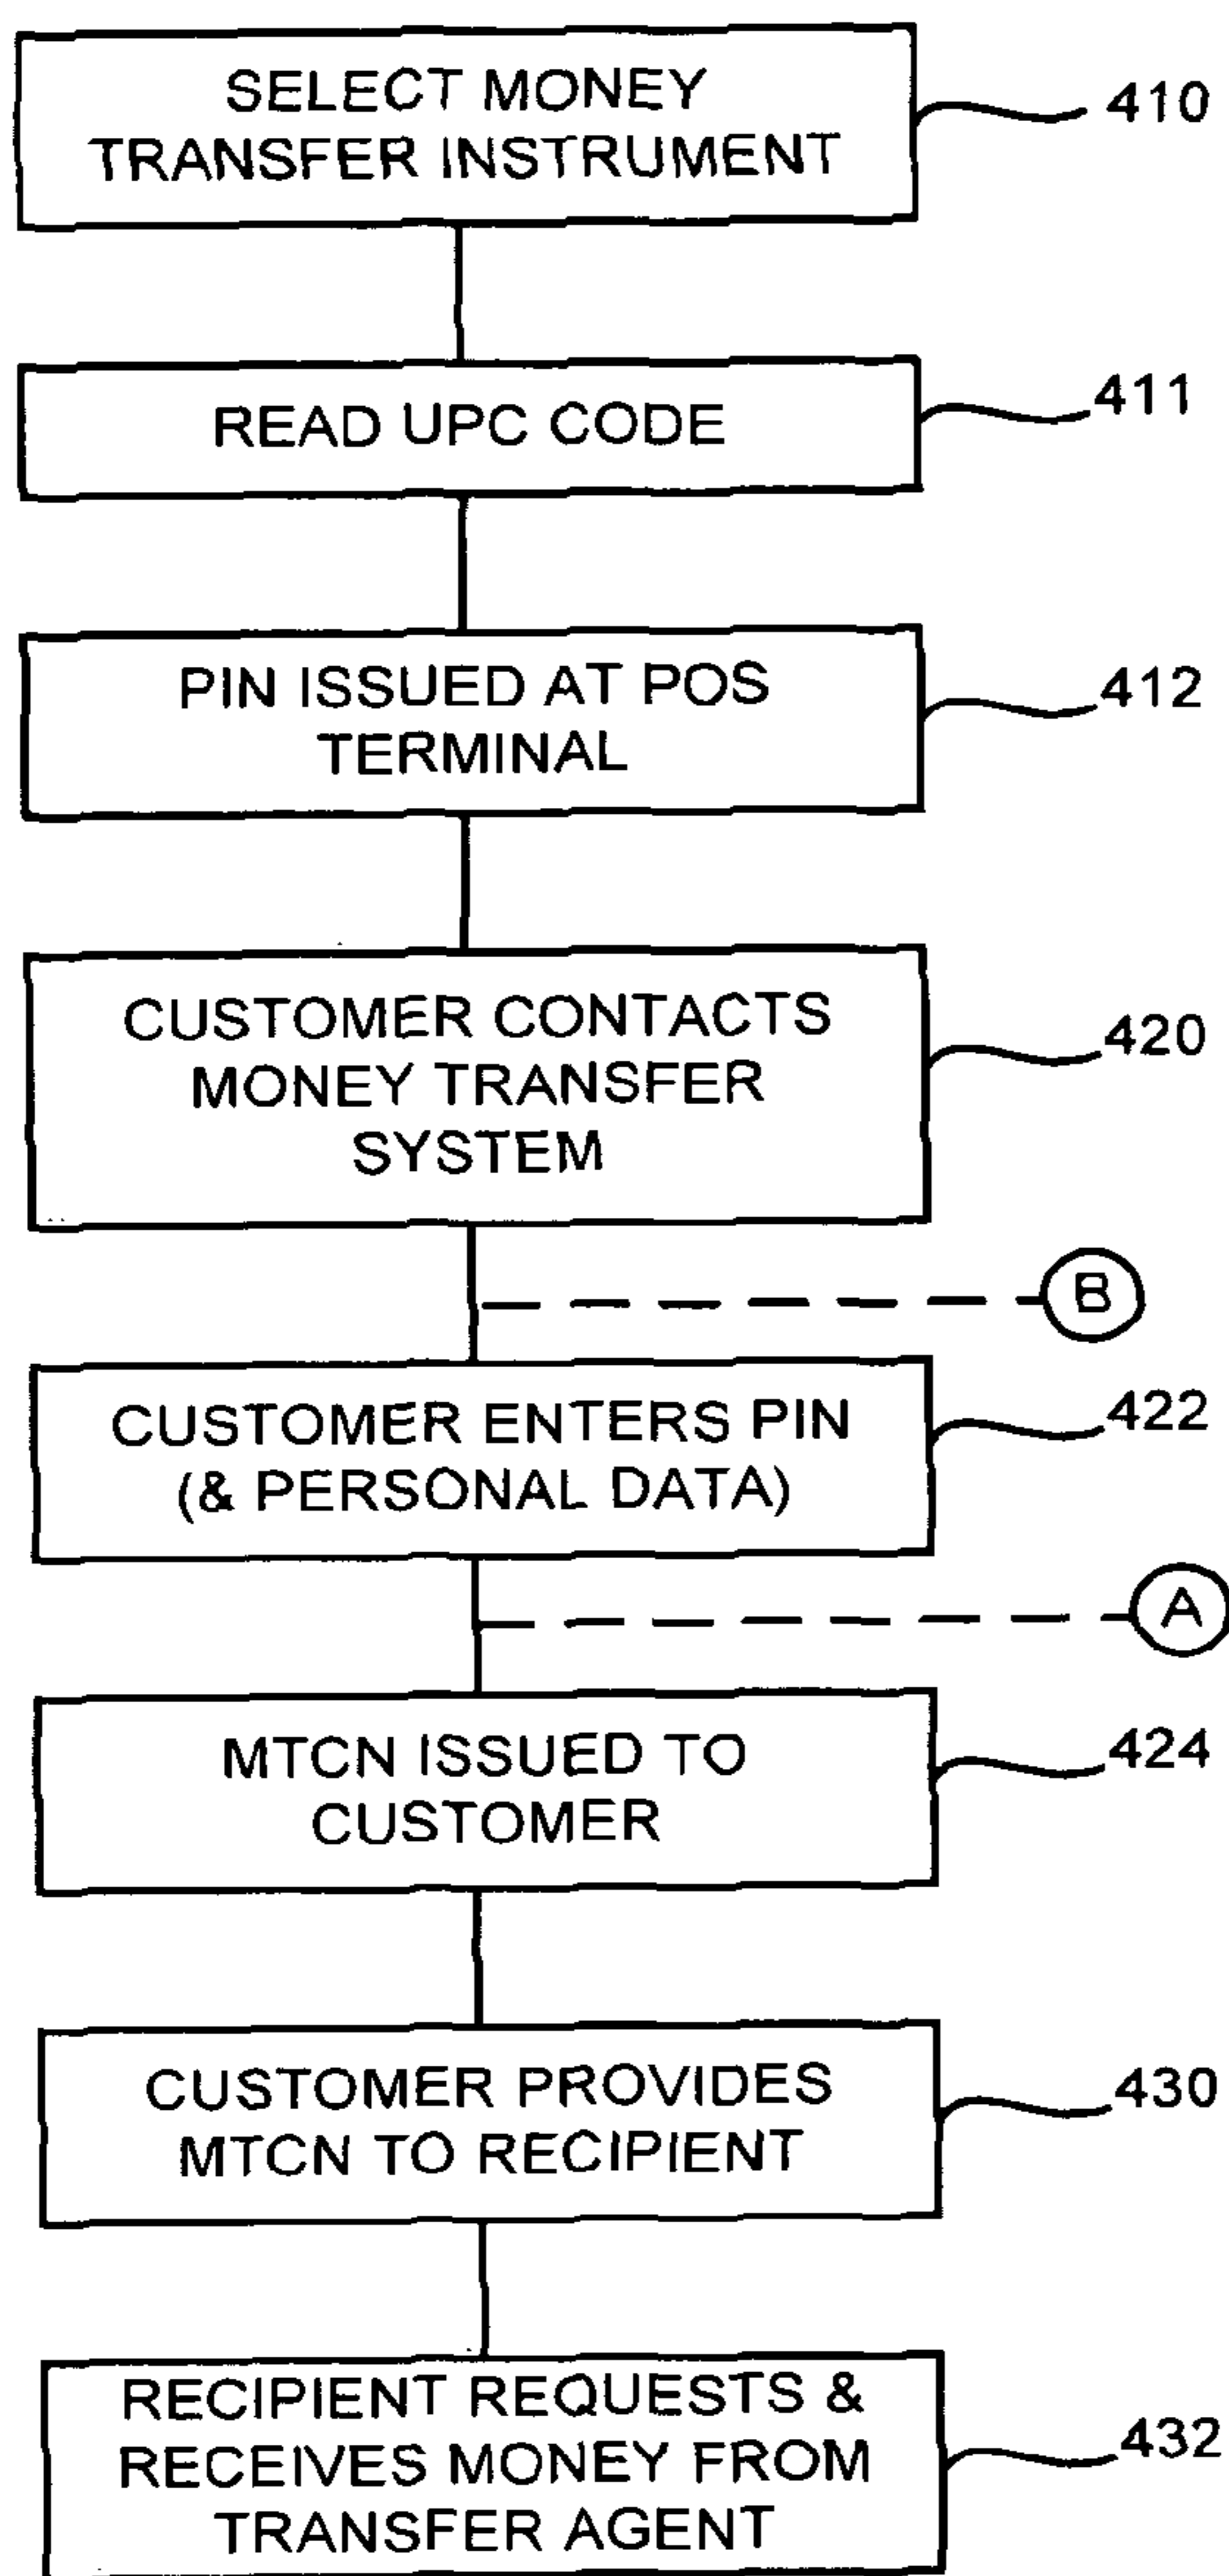 SELECT MONEY
TRANSFER INSTRUMENT
410
READ UPC CODE
411
PIN ISSUED AT POS
TERMINAL
412
CUSTOMER CONTACTS
MONEY TRANSFER
SYSTEM
420
B
CUSTOMER ENTERS PIN
(& PERSONAL DATA)
422
A
MTCN ISSUED TO
CUSTOMER
424
CUSTOMER PROVIDES
MTCN TO RECIPIENT
430
RECIPIENT REQUESTS &
RECEIVES MONEY FROM
TRANSFER AGENT
432